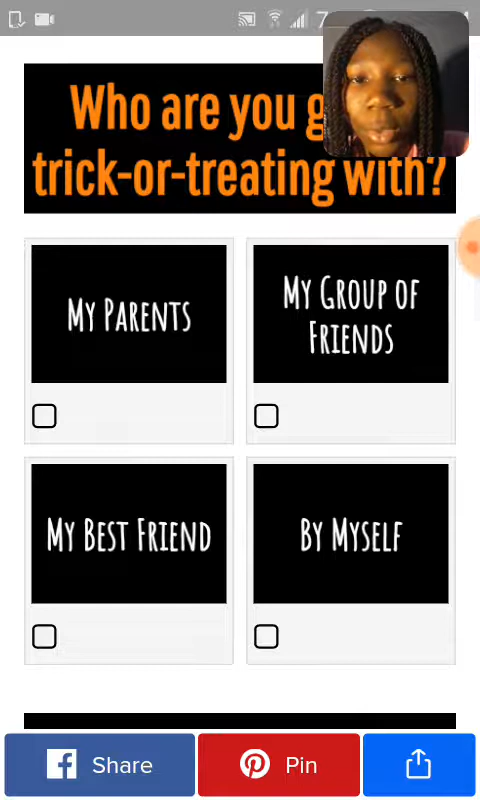 Who are you
trick-or-treating with?
My Parents
My Group of
Friends
My Best Friend
By Myself
Share
Pin